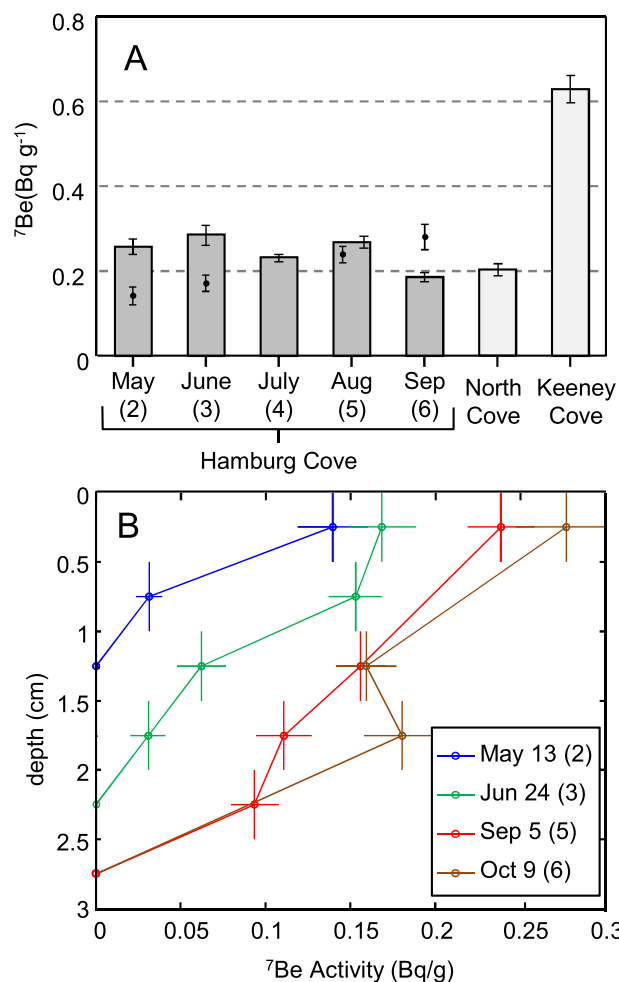 A
⁷Be(Bq g⁻¹)
0.8
0.6
0.4
0.2
0
May June July Aug Sep North Keeney
(2) (3) (4) (5) (6) Cove Cove
Hamburg Cove
B
depth (cm)
0
0.5
1
1.5
2
2.5
3
May 13 (2)
Jun 24 (3)
Sep 5 (5)
Oct 9 (6)
0 0.05 0.1 0.15 0.2 0.25 0.3
⁷Be Activity (Bq/g)